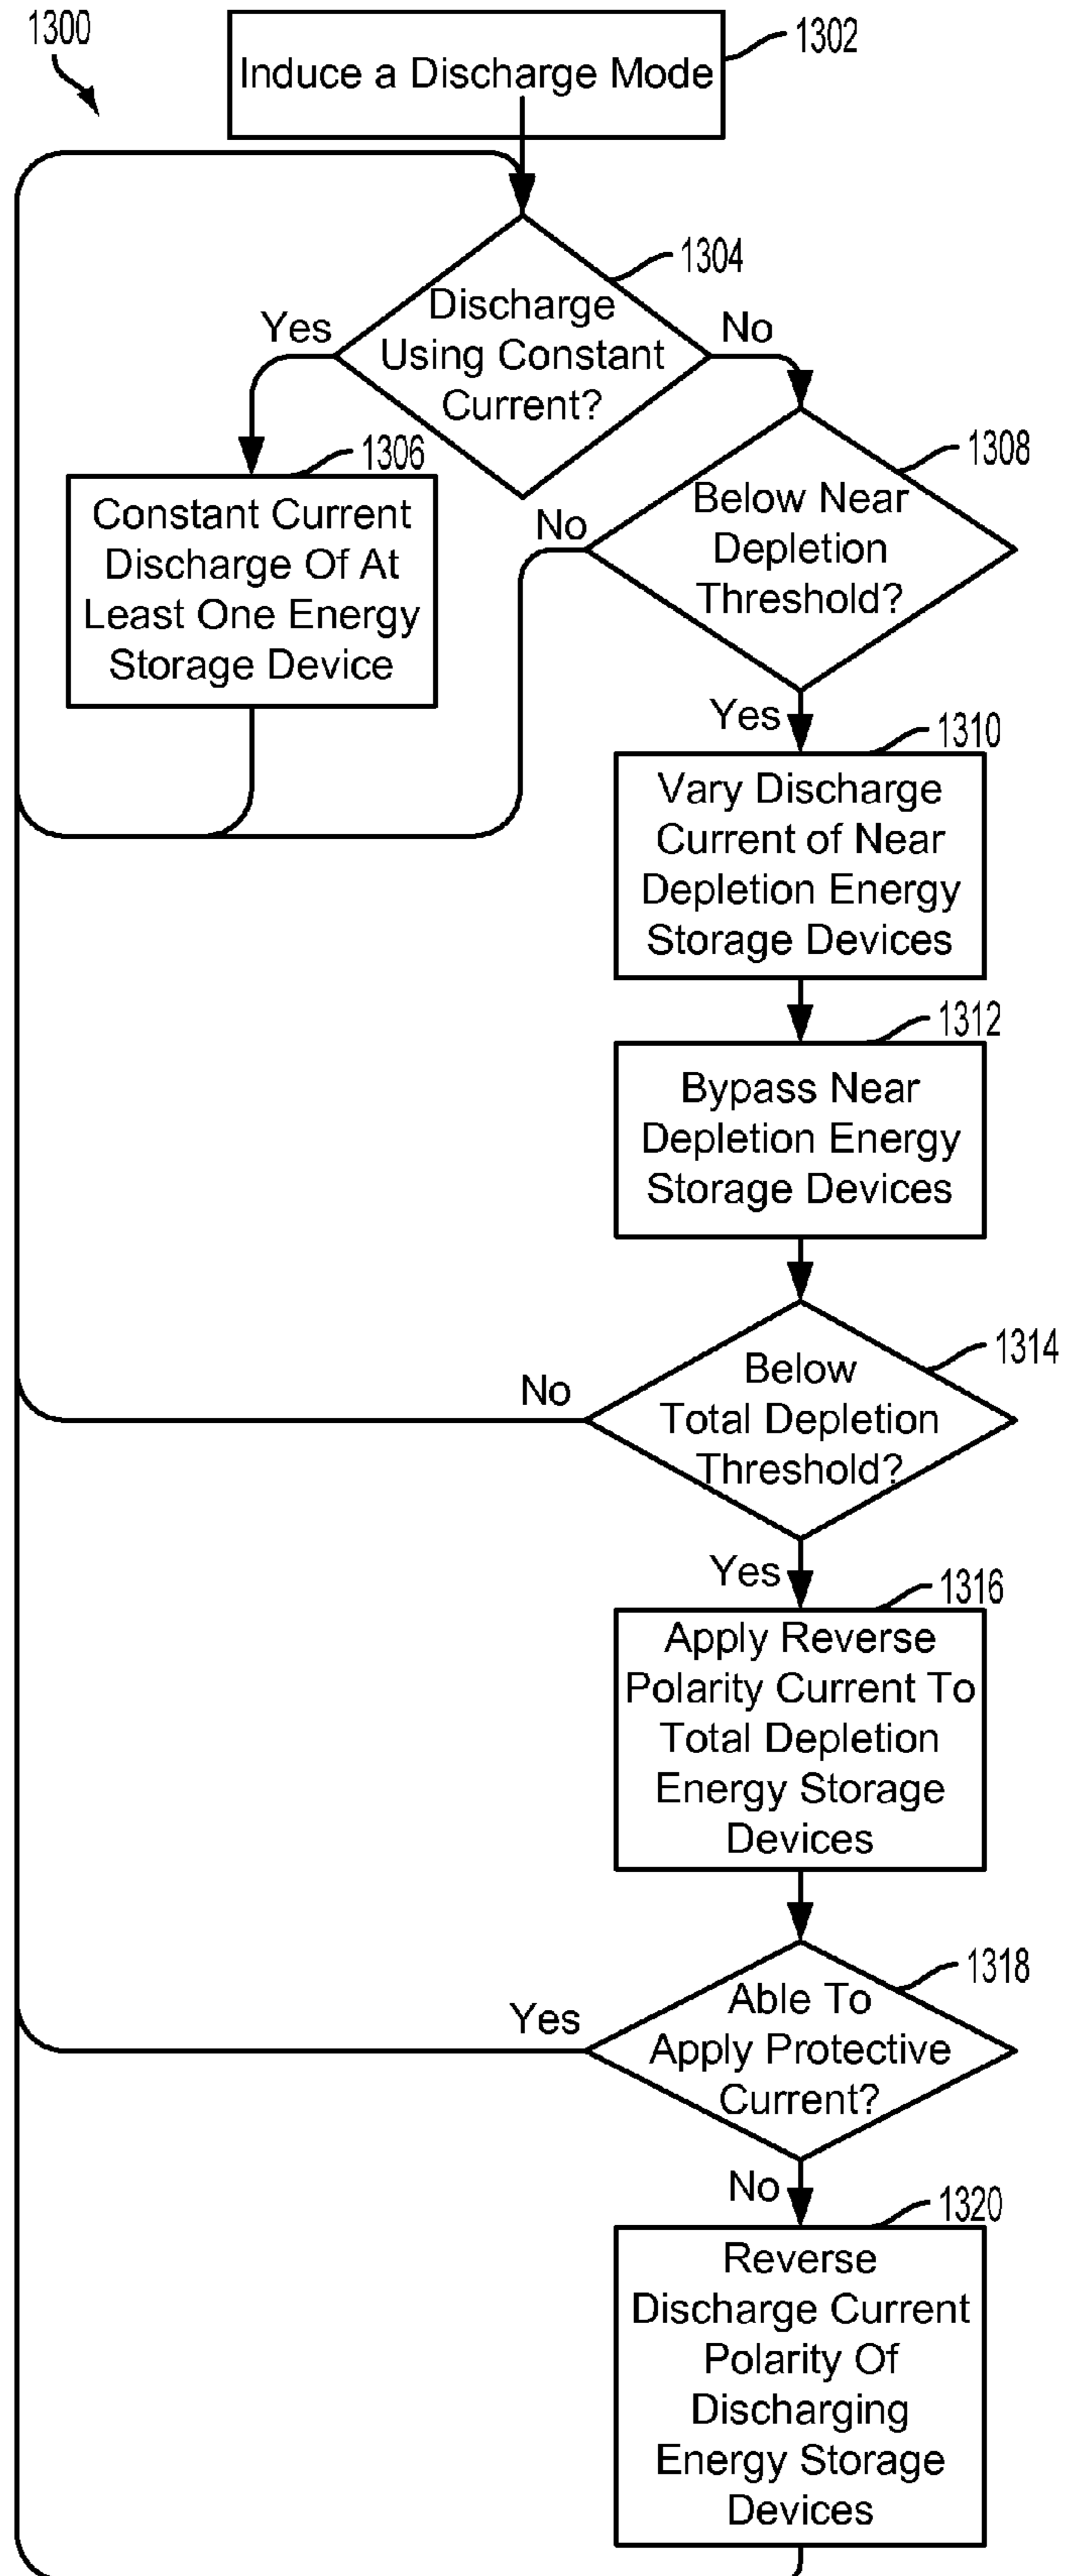 1300
1302
Induce a Discharge Mode
1304
Discharge
Using Constant
Current?
Yes
No
1306
Constant Current
Discharge Of At
Least One Energy
Storage Device
1308
Below Near
Depletion
Threshold?
No
Yes
1310
Vary Discharge
Current of Near
Depletion Energy
Storage Devices
1312
Bypass Near
Depletion Energy
Storage Devices
1314
Below
Total Depletion
Threshold?
No
Yes
1316
Apply Reverse
Polarity Current To
Total Depletion
Energy Storage
Devices
1318
Able To
Apply Protective
Current?
Yes
No
1320
Reverse
Discharge Current
Polarity Of
Discharging
Energy Storage
Devices